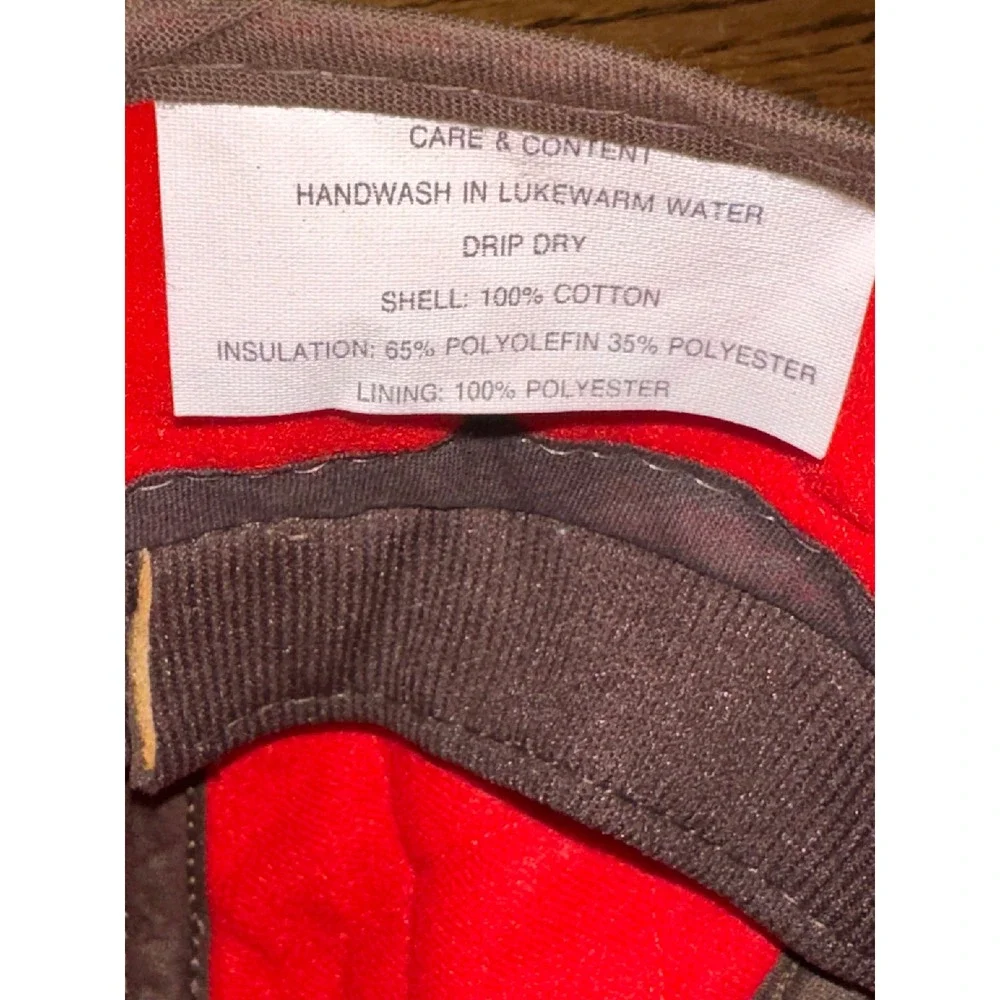 CARE & CONTENT
HANDWASH IN LUKEWARM WATER
DRIP DRY
SHELL: 100% COTTON
INSULATION: 65% POLYOLEFIN 35% POLYESTER
LINING: 100% POLYESTER